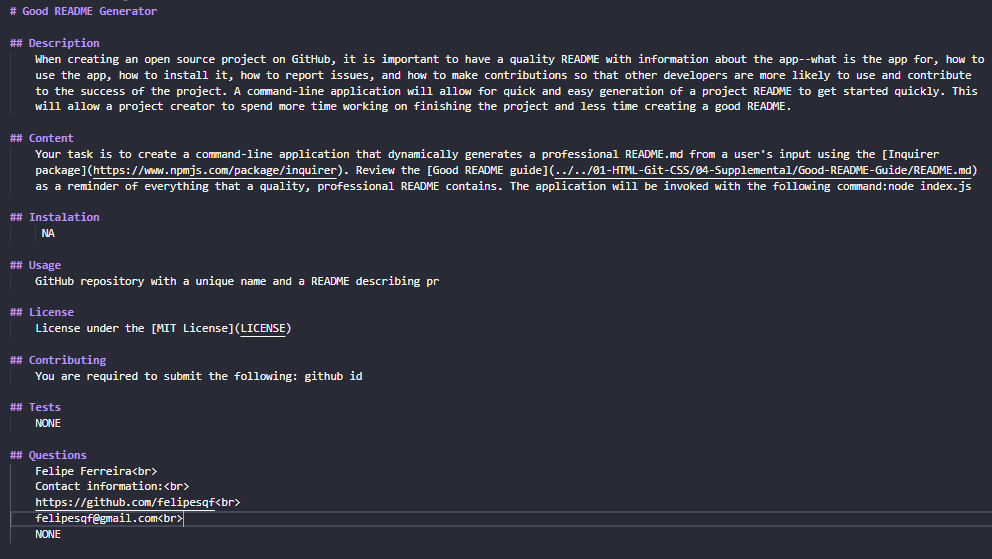 # Good README Generator
## Description
When creating an open source project on GitHub, it is important to have a quality README with information about the app--what is the app for, how to
use the app, how to install it, how to report issues, and how to make contributions so that other developers are more likely to use and contribute
to the success of the project. A command-line application will allow for quick and easy generation of a project README to get started quickly. This
will allow a project creator to spend more time working on finishing the project and less time creating a good README.
## Content
Your task is to create a command-line application that dynamically generates a professional README.md from a user's input using the [Inquirer
package](https://www.npmjs.com/package/inquirer). Review the [Good README guide](../../01-HTML-Git-CSS/04-Supplemental/Good-README-Guide/README.md)
as a reminder of everything that a quality, professional README contains. The application will be invoked with the following command:node index.js
## Instalation
NA
## Usage
GitHub repository with a unique name and a README describing pr
## License
License under the [MIT License](LICENSE)
## Contributing
You are required to submit the following: github id
## Tests
NONE
## Questions
Felipe Ferreira<br>
Contact information:<br>
https://github.com/felipesqf<br>
felipesqf@gmail.com<br>
NONE